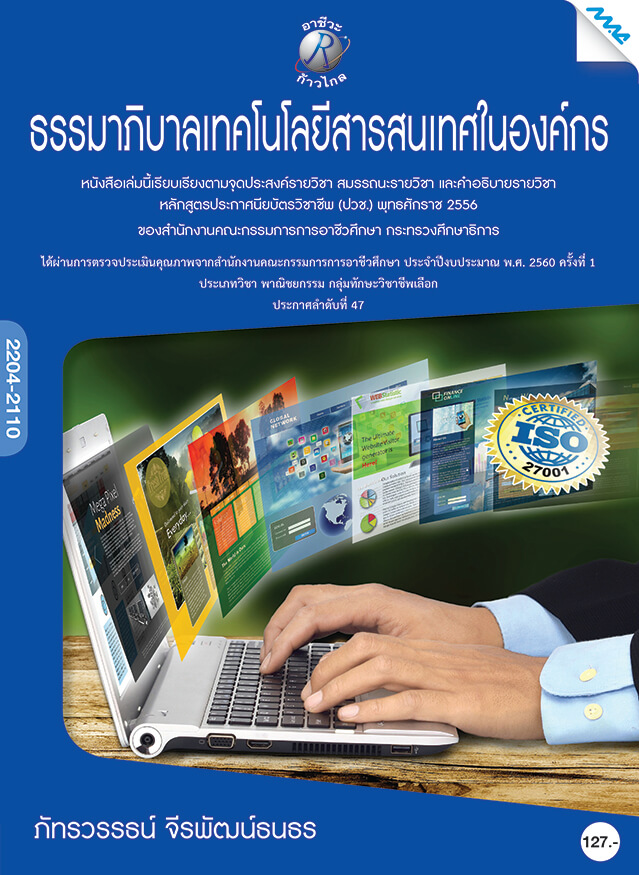 MAC
อาชีวะ
R
ก้าวไกล
ธรรมาภิบาลเทคโนโลยีสารสนเทศในองค์กร
หนังสือเล่มนี้เรียบเรียงตามจุดประสงค์รายวิชา สมรรถนะรายวิชา และคำอธิบายรายวิชา
หลักสูตรประกาศนียบัตรวิชาชีพ (ปวช.) พุทธศักราช 2556
ของสำนักงานคณะกรรมการการอาชีวศึกษา กระทรวงศึกษาธิการ
ได้ผ่านการตรวจประเมินคุณภาพจากสำนักงานคณะกรรมการการอาชีวศึกษา ประจำปีงบประมาณ พ.ศ. 2560 ครั้งที่ 1
ประเภทวิชา พาณิชยกรรม กลุ่มทักษะวิชาชีพเลือก
ประกาศลำดับที่ 47
2204-2110
Mega Pixel
Madness
Everyday...
GLOBAL
NETWORK
WEBStatistic
The Ultimate
Website Visitor
Generator is
Here!
Our Solution
FINANCE
ONLINE
CERTIFIED
ISO
27001
ภัทรวรรธน์ จีรพัฒน์ธนธร
127.-